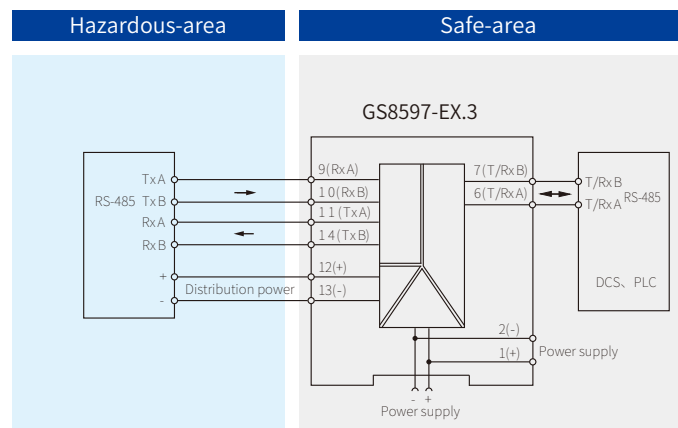 Hazardous-area
Safe-area
GS8597-EX.3
9(RxA)
7(T/RxB)
TxA
T/RxB
10(RxB)
6(T/RxA)
RS-485 TxB
T/RxA RS-485
11(TxA)
RxA
14(TxB)
RxB
12(+)
+
DCS、PLC
Distribution power
13(-)
-
2(-)
1(+)
Power supply
- +
Power supply